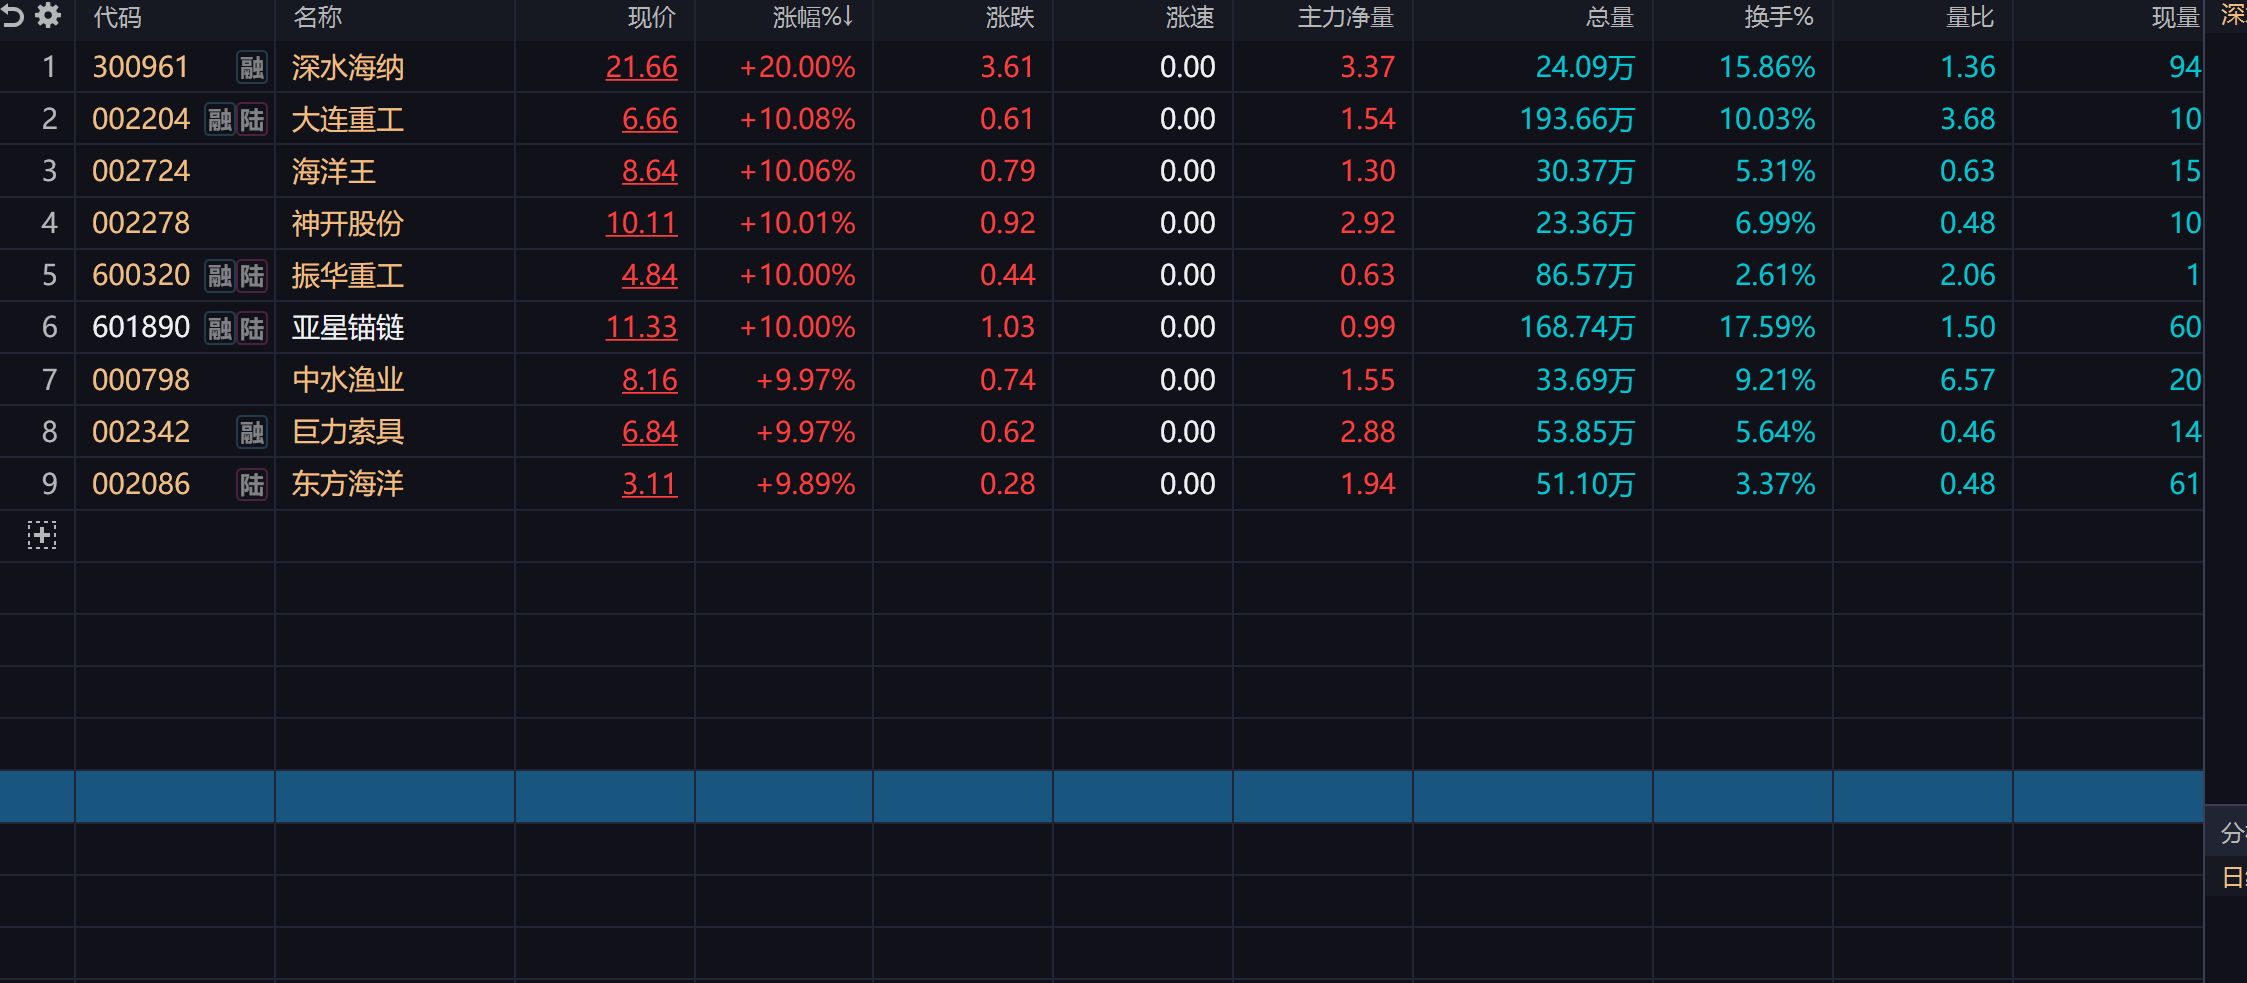 代码 名称 现价 涨幅%↓ 涨跌 涨速 主力净量 总量 换手% 量比 现量 深
1 300961 融 深水海纳 21.66 +20.00% 3.61 0.00 3.37 24.09万 15.86% 1.36 94
2 002204 融 陆 大连重工 6.66 +10.08% 0.61 0.00 1.54 193.66万 10.03% 3.68 10
3 002724 海洋王 8.64 +10.06% 0.79 0.00 1.30 30.37万 5.31% 0.63 15
4 002278 神开股份 10.11 +10.01% 0.92 0.00 2.92 23.36万 6.99% 0.48 10
5 600320 融 陆 振华重工 4.84 +10.00% 0.44 0.00 0.63 86.57万 2.61% 2.06 1
6 601890 融 陆 亚星锚链 11.33 +10.00% 1.03 0.00 0.99 168.74万 17.59% 1.50 60
7 000798 中水渔业 8.16 +9.97% 0.74 0.00 1.55 33.69万 9.21% 6.57 20
8 002342 融 巨力索具 6.84 +9.97% 0.62 0.00 2.88 53.85万 5.64% 0.46 14
9 002086 陆 东方海洋 3.11 +9.89% 0.28 0.00 1.94 51.10万 3.37% 0.48 61
分
日